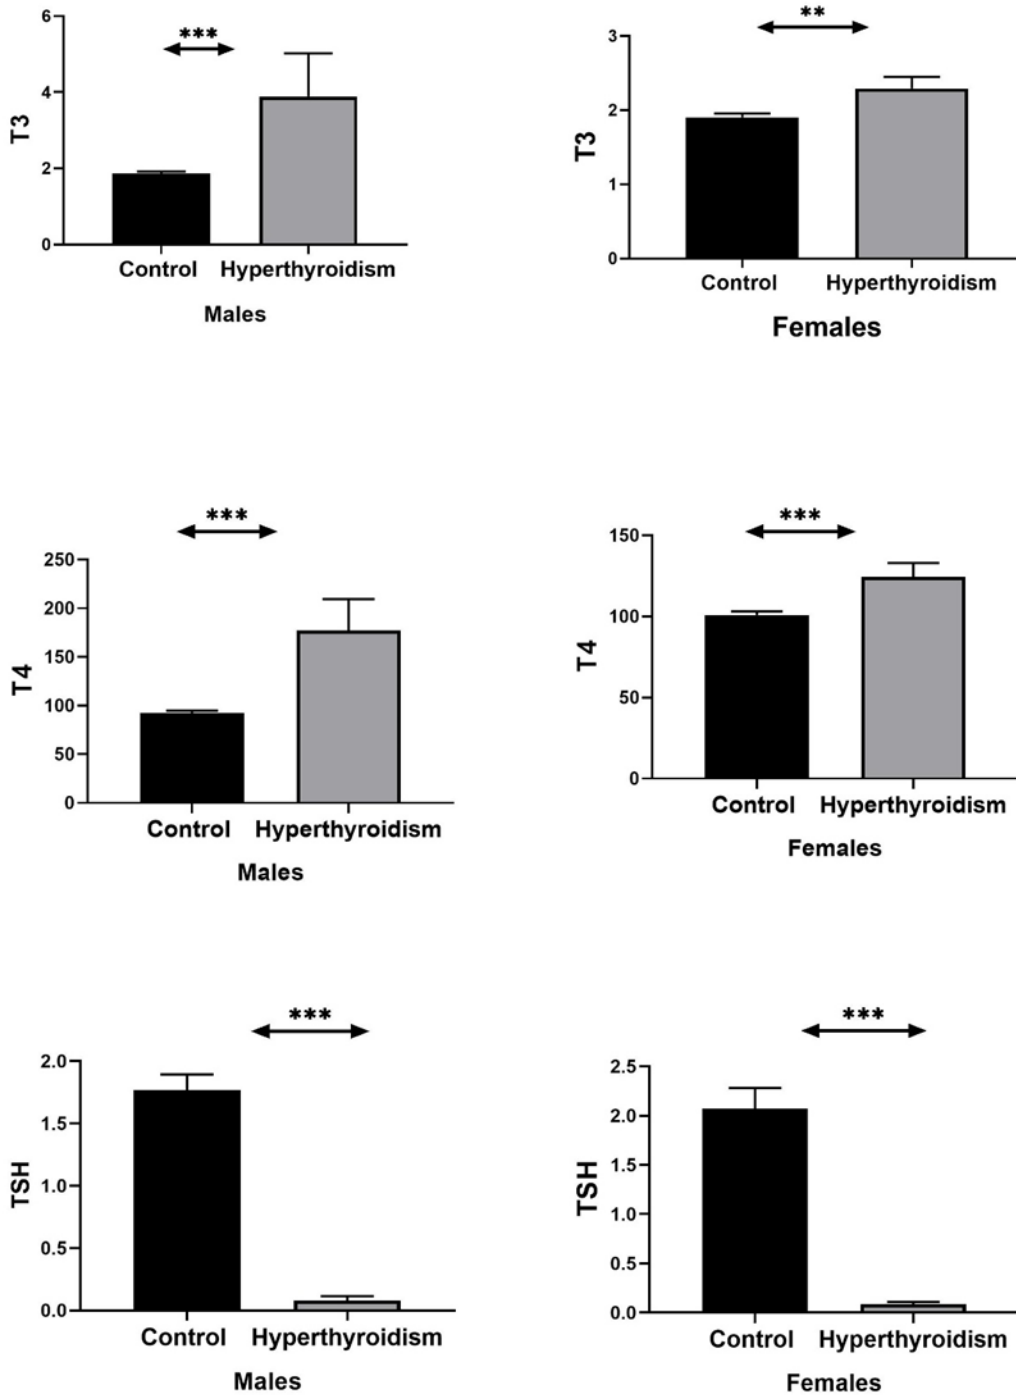 ***
6
4
2
0
T3
Control
Hyperthyroidism
Males
**
3
2
1
0
T3
Control
Hyperthyroidism
Females
***
250
200
150
100
50
0
T4
Control
Hyperthyroidism
Males
***
150
100
50
0
T4
Control
Hyperthyroidism
Females
***
2.0
1.5
1.0
0.5
0.0
TSH
Control
Hyperthyroidism
Males
***
2.5
2.0
1.5
1.0
0.5
0.0
TSH
Control
Hyperthyroidism
Females